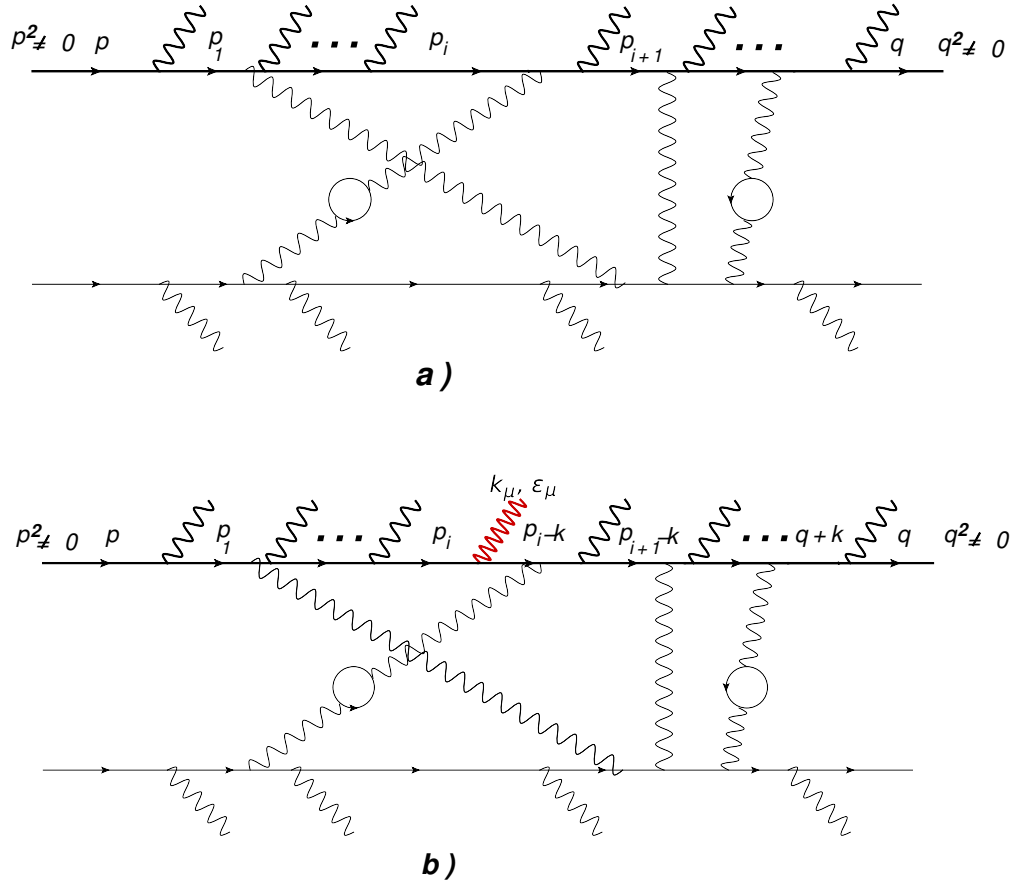 p² ≠ 0 p p₁ ... pᵢ pᵢ₊₁ ... q q² ≠ 0
a )
kμ, εμ
p² ≠ 0 p p₁ ... pᵢ pᵢ–k pᵢ₊₁–k ... q + k q q² ≠ 0
b )